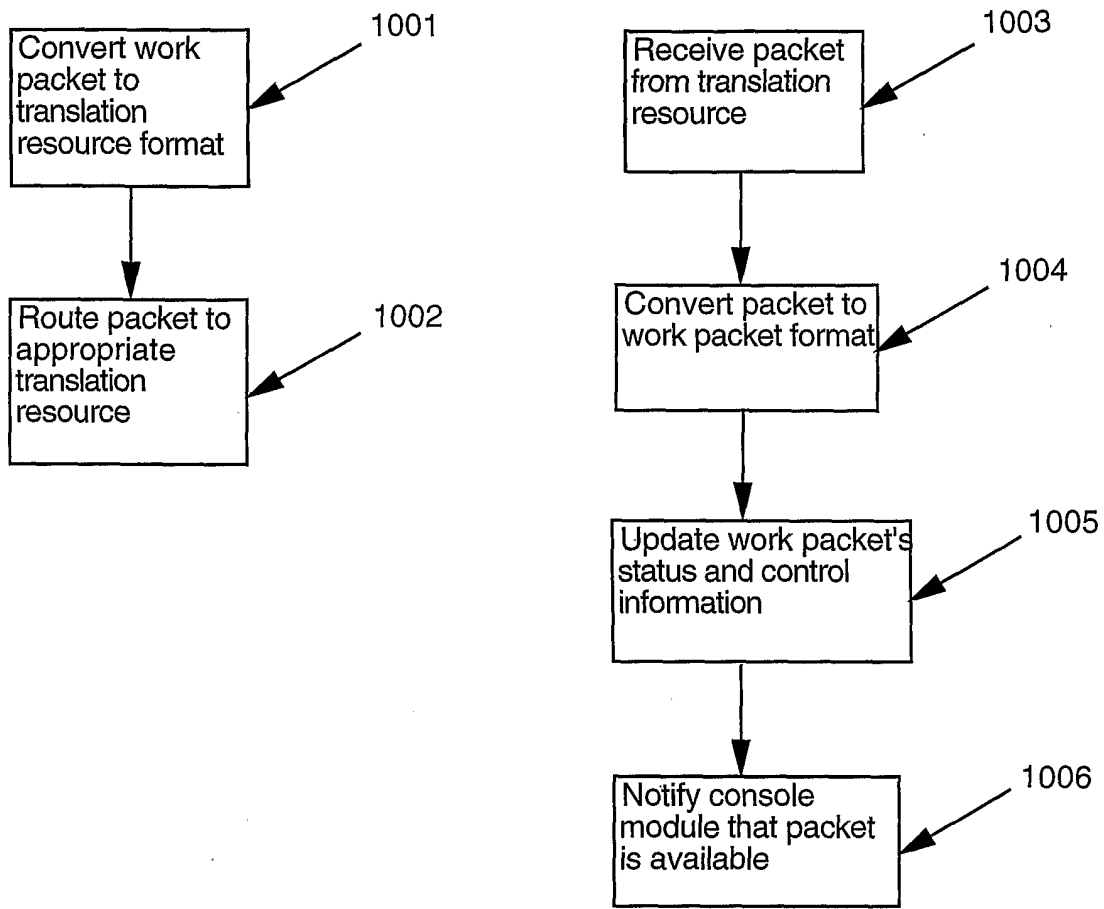 Convert work
packet to
translation
resource format
1001
Route packet to
appropriate
translation
resource
1002
Receive packet
from translation
resource
1003
Convert packet to
work packet format
1004
Update work packet's
status and control
information
1005
Notify console
module that packet
is available
1006